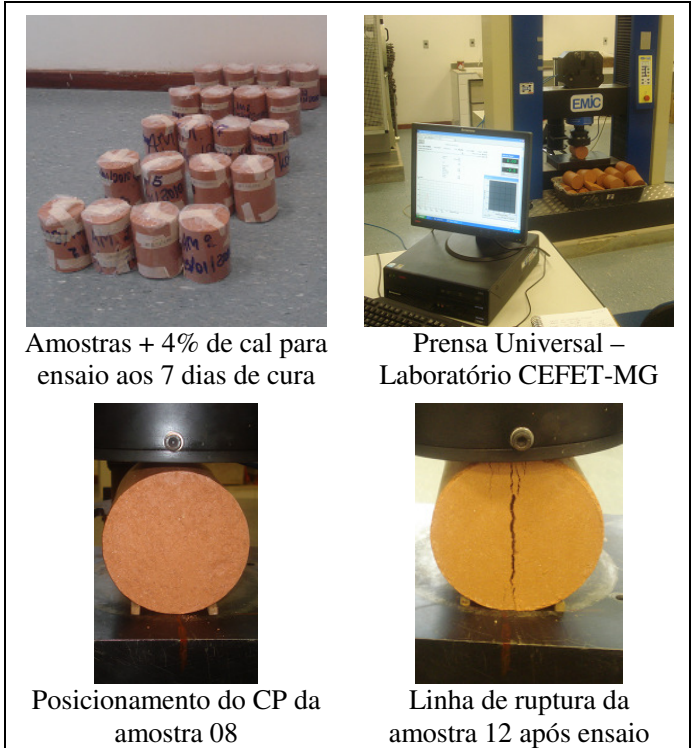 EMIC
Amostras + 4% de cal para
ensaio aos 7 dias de cura
Prensa Universal –
Laboratório CEFET-MG
Posicionamento do CP da
amostra 08
Linha de ruptura da
amostra 12 após ensaio